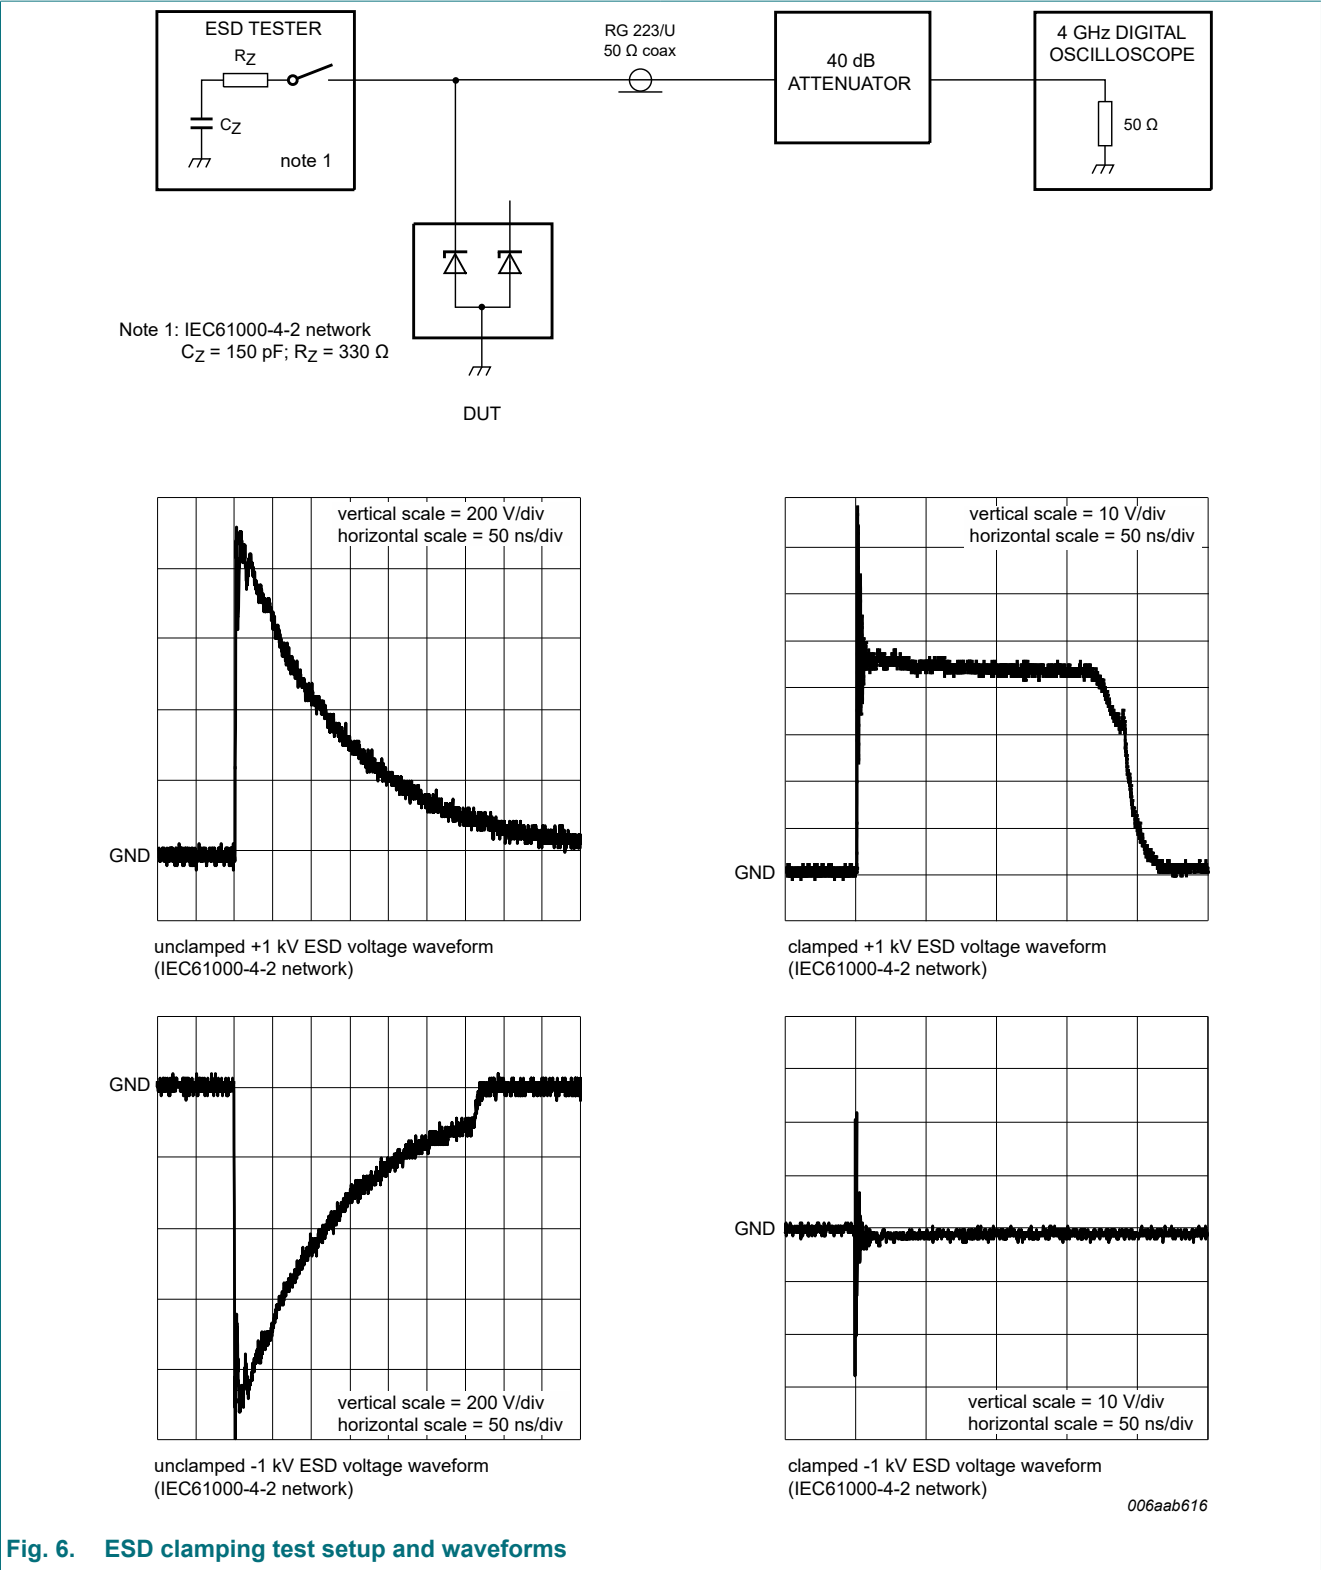 ESD TESTER
RZ
CZ
note 1
RG 223/U
50 Ω coax
40 dB
ATTENUATOR
4 GHz DIGITAL
OSCILLOSCOPE
50 Ω
Note 1: IEC61000-4-2 network
CZ = 150 pF; RZ = 330 Ω
DUT
vertical scale = 200 V/div
horizontal scale = 50 ns/div
GND
unclamped +1 kV ESD voltage waveform
(IEC61000-4-2 network)
vertical scale = 10 V/div
horizontal scale = 50 ns/div
GND
clamped +1 kV ESD voltage waveform
(IEC61000-4-2 network)
GND
vertical scale = 200 V/div
horizontal scale = 50 ns/div
unclamped -1 kV ESD voltage waveform
(IEC61000-4-2 network)
GND
vertical scale = 10 V/div
horizontal scale = 50 ns/div
clamped -1 kV ESD voltage waveform
(IEC61000-4-2 network)
006aab616
Fig. 6. ESD clamping test setup and waveforms